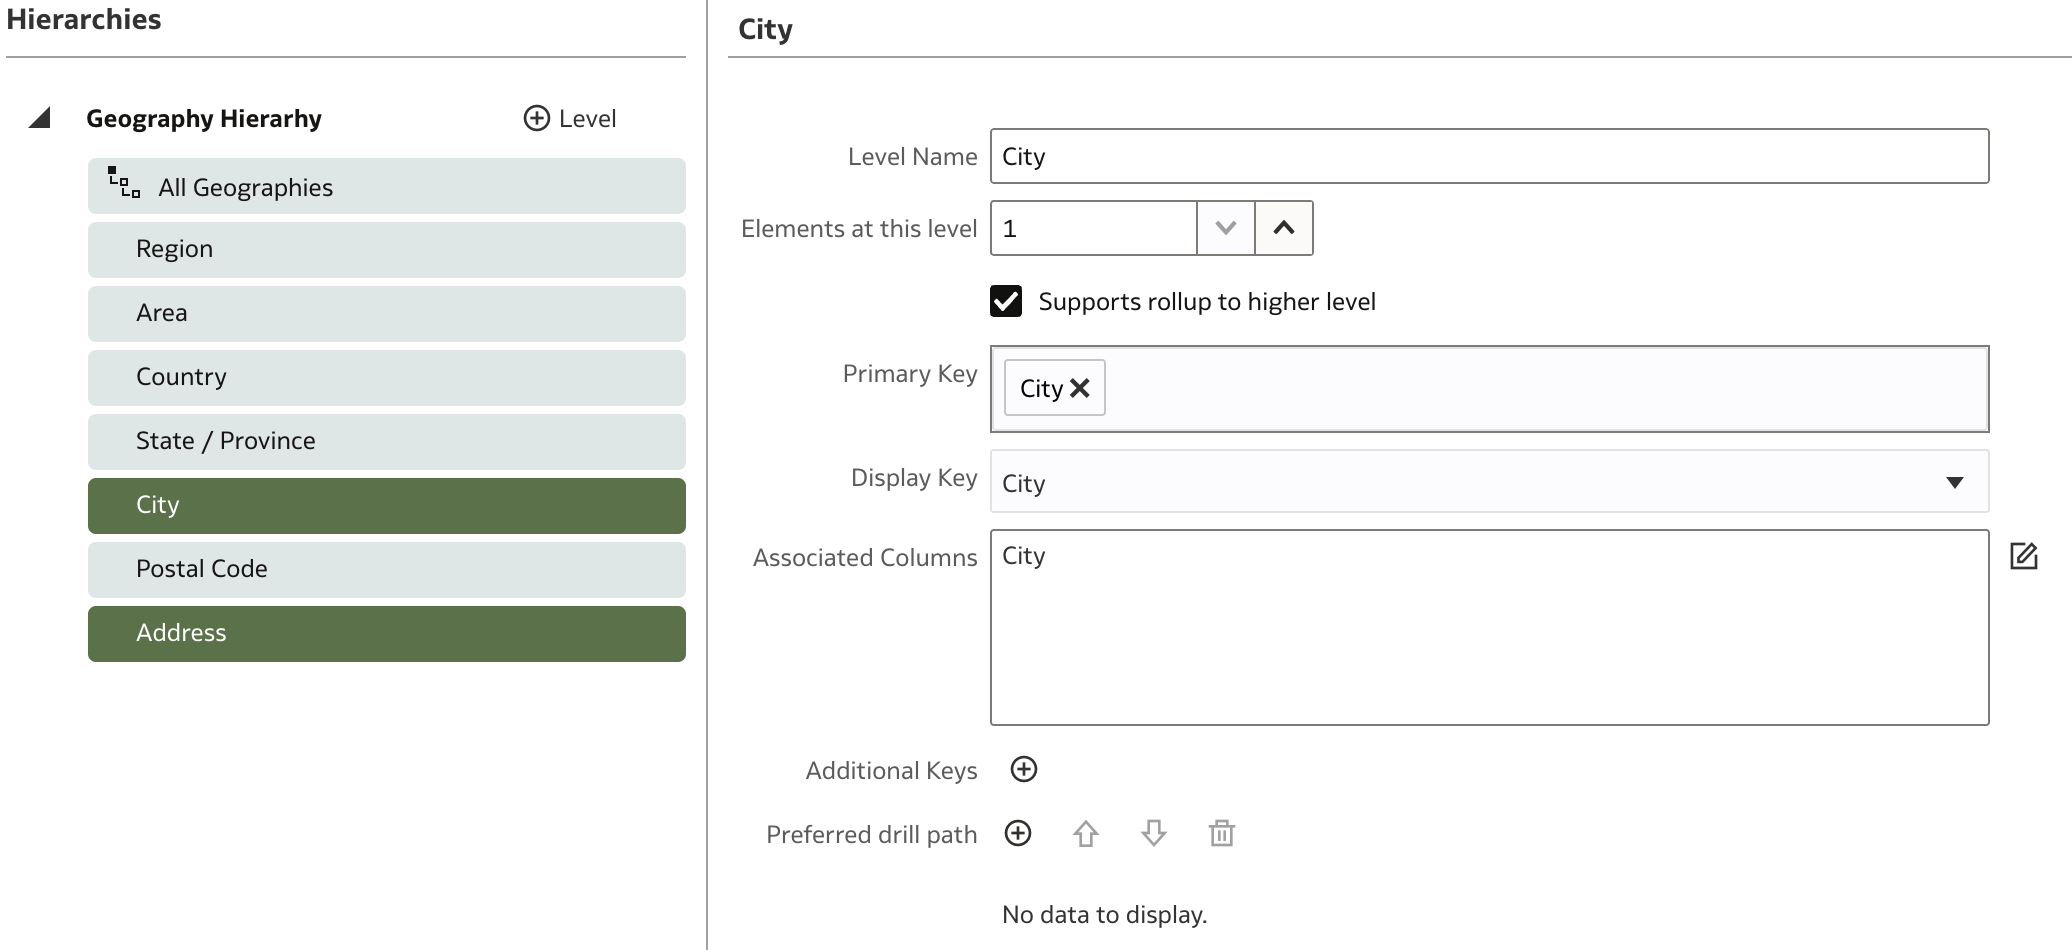 Hierarchies
Geography Hierarhy
Level
All Geographies
Region
Area
Country
State / Province
City
Postal Code
Address
City
Level Name
City
Elements at this level
1
Supports rollup to higher level
Primary Key
City
Display Key
City
Associated Columns
City
Additional Keys
Preferred drill path
No data to display.